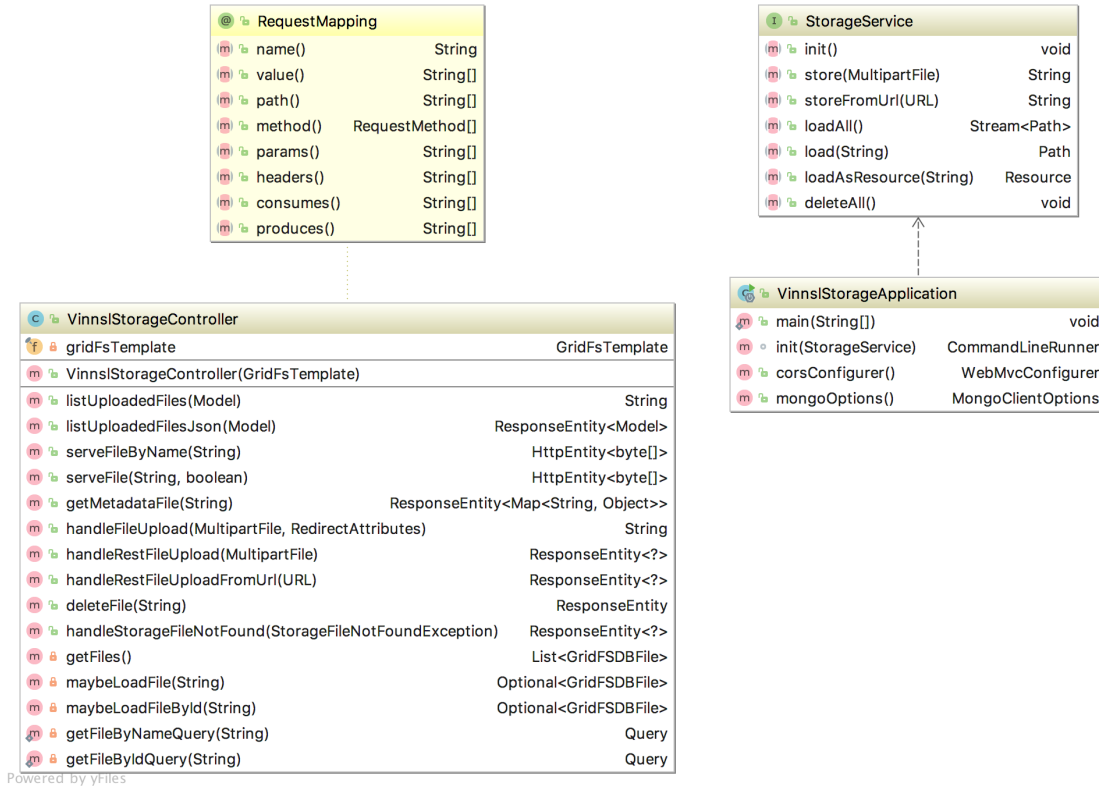 RequestMapping
name() String
value() String[]
path() String[]
method() RequestMethod[]
params() String[]
headers() String[]
consumes() String[]
produces() String[]
StorageService
init() void
store(MultipartFile) String
storeFromUrl(URL) String
loadAll() Stream<Path>
load(String) Path
loadAsResource(String) Resource
deleteAll() void
VinnslStorageApplication
main(String[]) void
init(StorageService) CommandLineRunner
corsConfigurer() WebMvcConfigurer
mongoOptions() MongoClientOptions
VinnslStorageController
gridFsTemplate GridFsTemplate
VinnslStorageController(GridFsTemplate)
listUploadedFiles(Model) String
listUploadedFilesJson(Model) ResponseEntity<Model>
serveFileByName(String) HttpEntity<byte[]>
serveFile(String, boolean) HttpEntity<byte[]>
getMetadataFile(String) ResponseEntity<Map<String, Object>>
handleFileUpload(MultipartFile, RedirectAttributes) String
handleRestFileUpload(MultipartFile) ResponseEntity<?>
handleRestFileUploadFromUrl(URL) ResponseEntity<?>
deleteFile(String) ResponseEntity
handleStorageFileNotFound(StorageFileNotFoundException) ResponseEntity<?>
getFiles() List<GridFSDBFile>
maybeLoadFile(String) Optional<GridFSDBFile>
maybeLoadFileById(String) Optional<GridFSDBFile>
getFileByNameQuery(String) Query
getFileByIdQuery(String) Query
Powered by yFiles